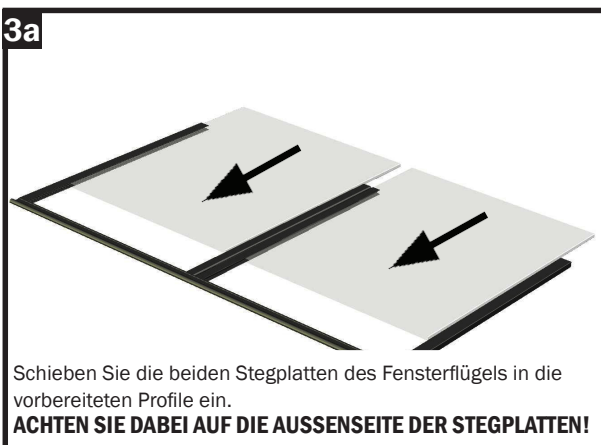 3a
Schieben Sie die beiden Stegplatten des Fensterflügels in die
vorbereiteten Profile ein.
ACHTEN SIE DABEI AUF DIE AUSSENSEITE DER STEGPLATTEN!